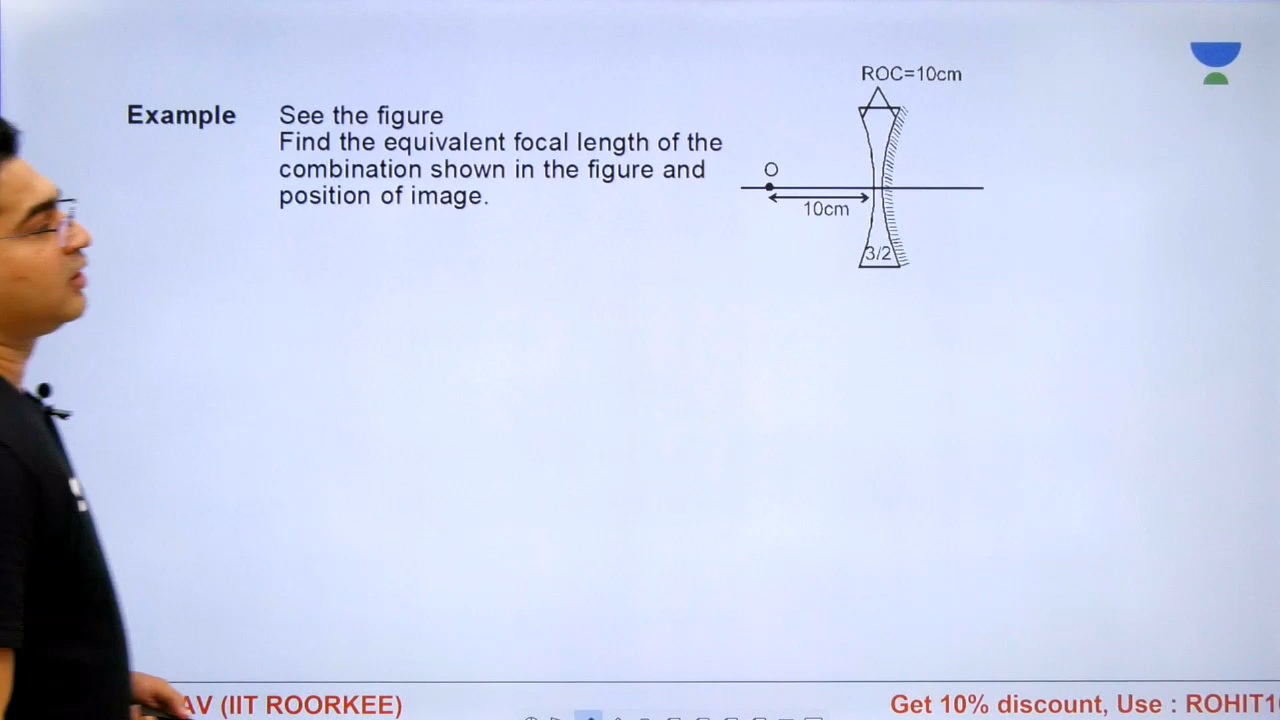 ROC=10cm
Example See the figure
Find the equivalent focal length of the
combination shown in the figure and
position of image.
O
10cm
3/2
AV (IIT ROORKEE)
Get 10% discount, Use : ROHIT1